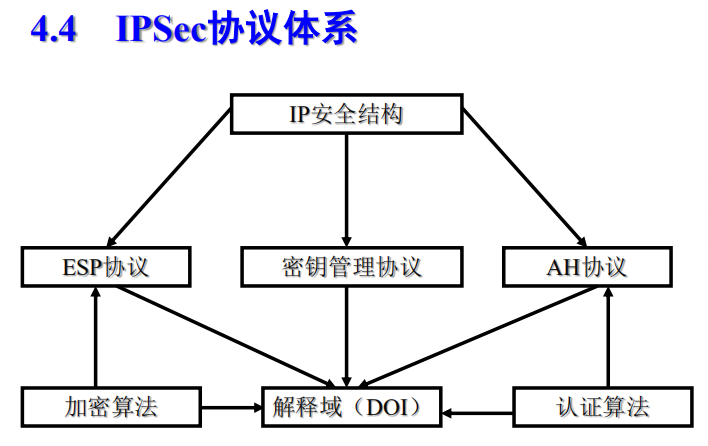 4.4 IPSec协议体系
IP安全结构
ESP协议
密钥管理协议
AH协议
加密算法
解释域（DOI）
认证算法